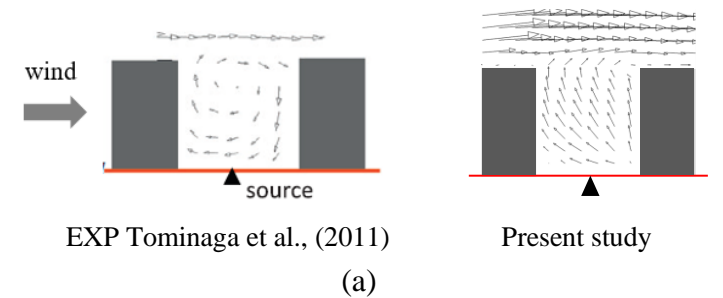 wind
source
EXP Tominaga et al., (2011)
Present study
(a)